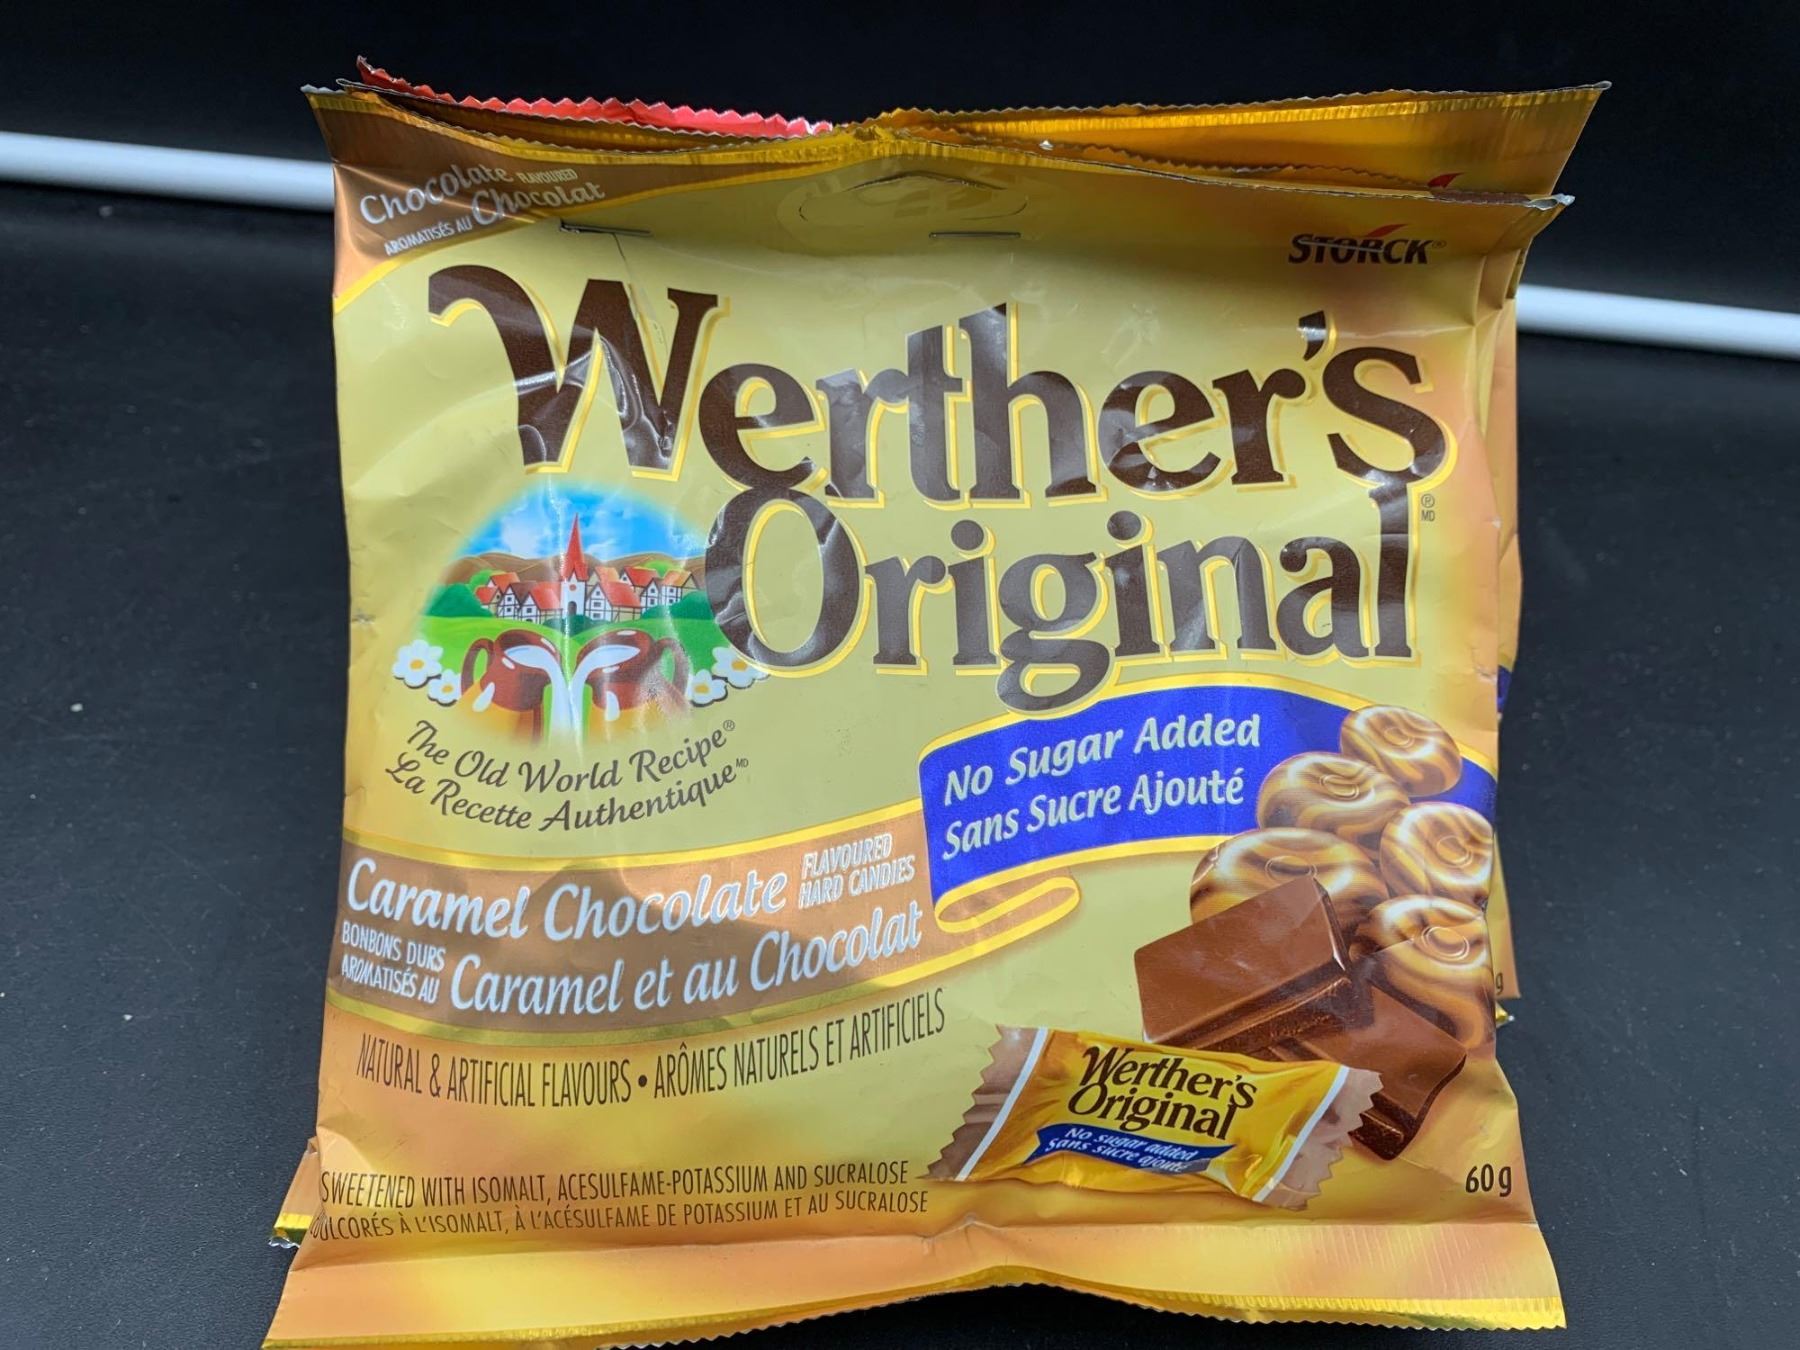 Chocolate FLAVOURED
AROMATISÉS AU Chocolat
STORCK®
Werther's
Original
® MD
The Old World Recipe®
La Recette Authentique MD
No Sugar Added
Sans Sucre Ajouté
Caramel Chocolate FLAVOURED HARD CANDIES
BONBONS DURS AROMATISÉS AU Caramel et au Chocolat
NATURAL & ARTIFICIAL FLAVOURS • ARÔMES NATURELS ET ARTIFICIELS
Werther's
Original
No sugar added
Sans sucre ajouté
SWEETENED WITH ISOMALT, ACESULFAME-POTASSIUM AND SUCRALOSE
À L'ISOMALT, À L'ACÉSULFAME DE POTASSIUM ET AU SUCRALOSE
60 g
g